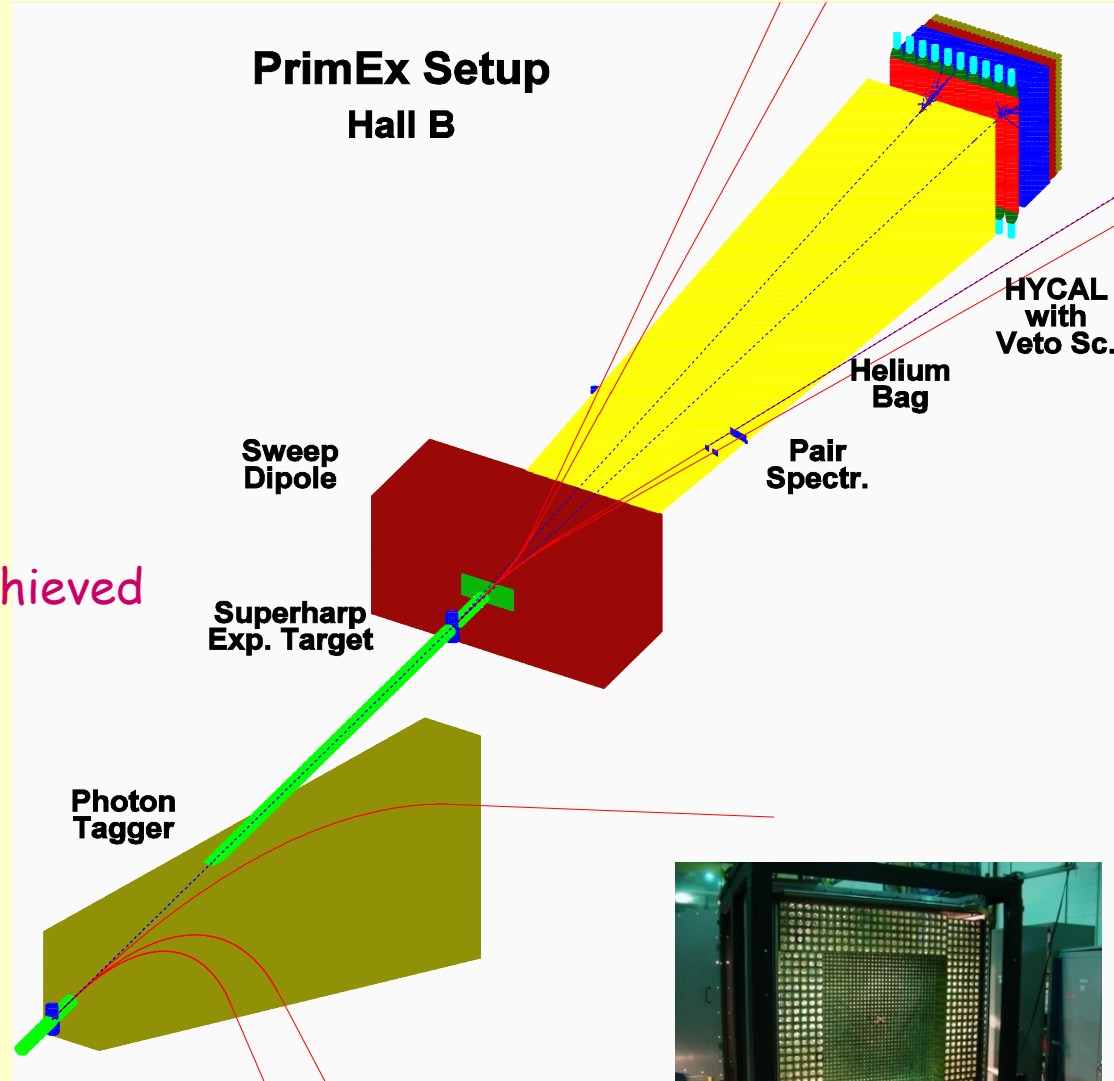 PrimEx Setup
Hall B
HYCAL
with
Veto Sc.
Helium
Bag
Sweep
Dipole
Pair
Spectr.
hieved
Superharp
Exp. Target
Photon
Tagger